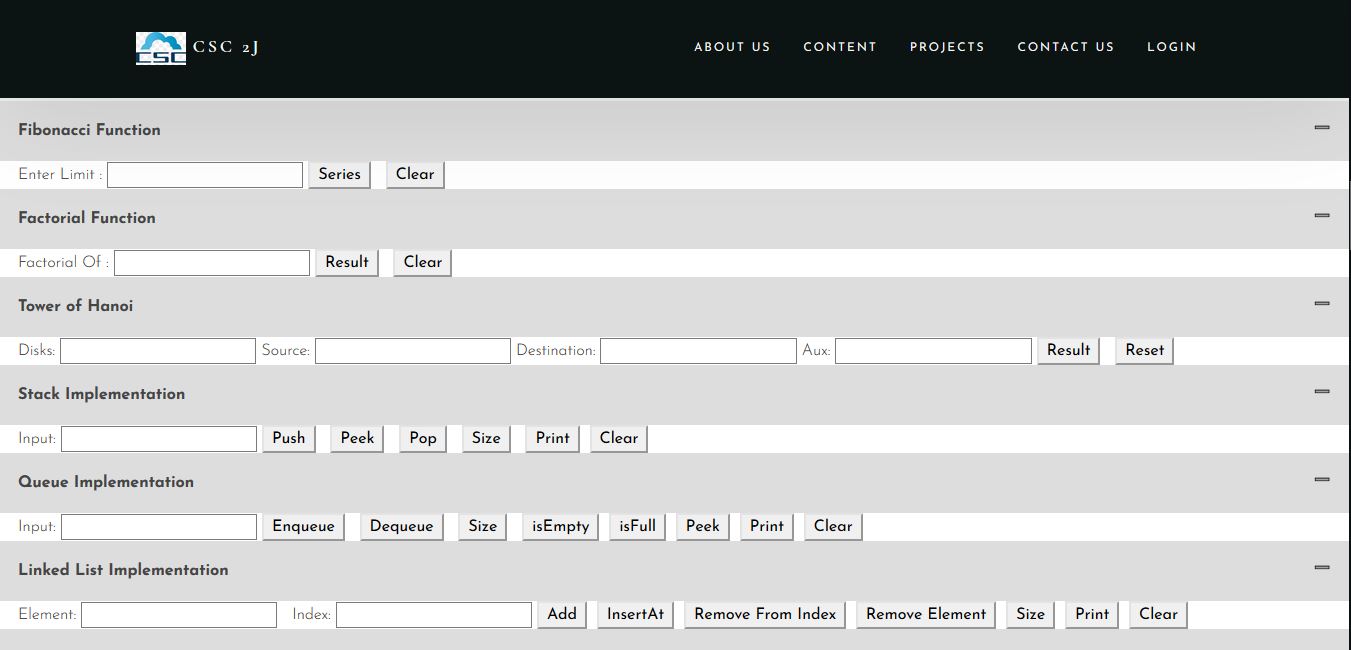 CSC CSC 2J ABOUT US CONTENT PROJECTS CONTACT US LOGIN
Fibonacci Function
Enter Limit : Series Clear
Factorial Function
Factorial Of : Result Clear
Tower of Hanoi
Disks: Source: Destination: Aux: Result Reset
Stack Implementation
Input: Push Peek Pop Size Print Clear
Queue Implementation
Input: Enqueue Dequeue Size isEmpty isFull Peek Print Clear
Linked List Implementation
Element: Index: Add InsertAt Remove From Index Remove Element Size Print Clear